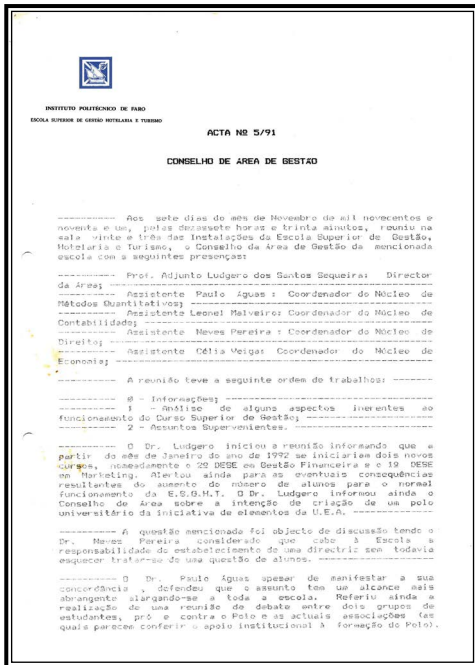 INSTITUTO POLITÉCNICO DE FARO
ESCOLA SUPERIOR DE GESTÃO HOTELARIA E TURISMO
ACTA Nº 5/91
CONSELHO DE ÁREA DE GESTÃO
---------- Aos sete dias do mês de Novembro de mil novecentos e
noventa e um, pelas dezassete horas e trinta minutos, reuniu na
sala vinte e três das Instalações da Escola Superior de Gestão,
Hotelaria e Turismo, o Conselho da Área de Gestão da mencionada
escola com a seguintes presenças:
---------- Prof. Adjunto Ludgero dos Santos Sequeira: Director
da Área; ----------
---------- Assistente Paulo Águas : Coordenador do Núcleo de
Métodos Quantitativos; ----------
---------- Assistente Leonel Malveiro: Coordenador do Núcleo de
Contabilidade; ----------
---------- Assistente Neves Pereira : Coordenador do Núcleo de
Direito; ----------
---------- Assistente Célia Veiga: Coordenador do Núcleo de
Economia; ----------
---------- A reunião teve a seguinte ordem de trabalhos: ----------
---------- 0 - Informações; ----------
---------- 1 - Análise de alguns aspectos inerentes ao
funcionamento do Curso Superior de Gestão; ----------
---------- 2 - Assuntos Supervenientes. ----------
---------- O Dr. Ludgero iniciou a reunião informando que a
partir do mês de Janeiro do ano de 1992 se iniciariam dois novos
cursos, nomeadamente o 2º DESE em Gestão Financeira e o 1º DESE
em Marketing. Alertou ainda para as eventuais consequências
resultantes do aumento do número de alunos para o normal
funcionamento da E.S.G.H.T. O Dr. Ludgero informou ainda o
Conselho de Área sobre a intenção de criação de um polo
universitário da iniciativa de elementos da U.E.A. ----------
---------- A questão mencionada foi objecto de discussão tendo o
Dr. Neves Pereira considerado que cabe à Escola a
responsabilidade do estabelecimento de uma directriz sem todavia
esquecer tratar-se de uma questão de alunos. ----------
---------- O Dr. Paulo Águas apesar de manifestar a sua
concordância , defendeu que o assunto tem um alcance mais
abrangente alargando-se a toda a escola. Referiu ainda a
realização de uma reunião de debate entre dois grupos de
estudantes, pró e contra o Polo e as actuais associações (as
quais parecem conferir o apoio institucional à formação do Polo).